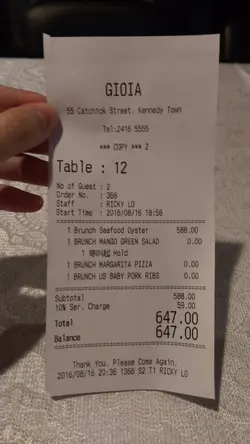 GIOIA
55 Catchick Street, Kennedy Town
Tel:2416 5555
*** COPY *** 2
Table : 12
No of Guest : 2
Order No. : 366
Staff : RICKY LO
Start Time : 2016/08/16 18:56
1 Brunch Seafood Oyster 588.00
1 BRUNCH MANGO GREEN SALAD 0.00
1 Hold
1 BRUNCH MARGARITA PIZZA 0.00
1 BRUNCH US BABY PORK RIBS 0.00
Subtotal 588.00
10% Ser. Charge 59.00
Total 647.00
Balance 647.00
Thank You, Please Come Again.
2016/08/16 20:36 1366 S2 T1 RICKY LO